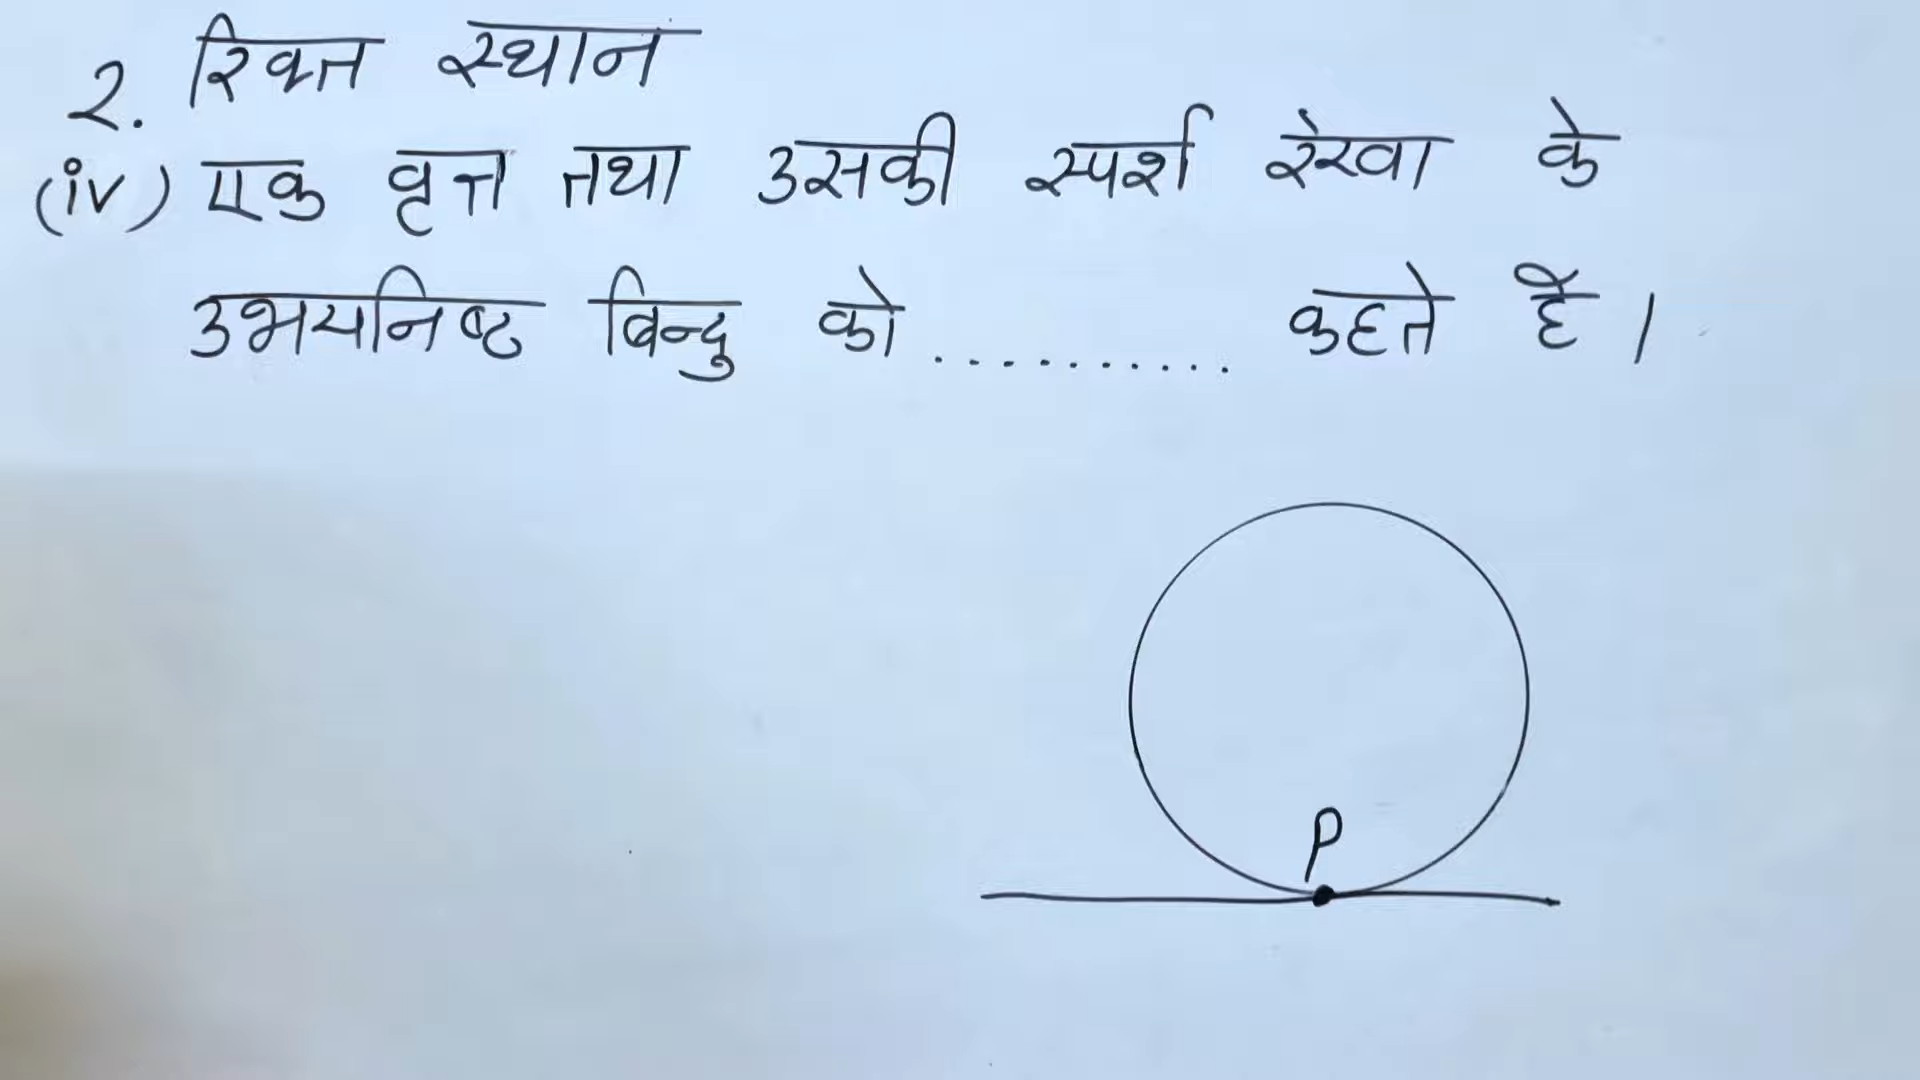 2. रिक्त स्थान
(iv) एक वृत्त तथा उसकी स्पर्श रेखा के
उभयनिष्ट बिन्दु को .......... कहते हैं।
P